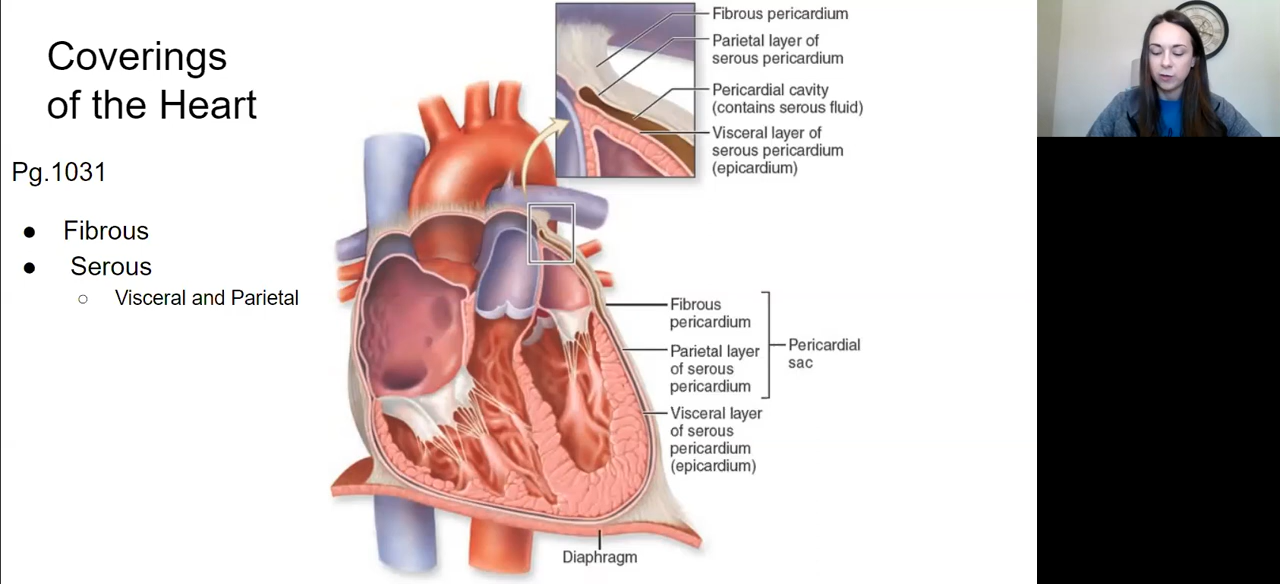 Coverings
of the Heart
Pg.1031
● Fibrous
● Serous
○ Visceral and Parietal
Fibrous pericardium
Parietal layer of
serous pericardium
Pericardial cavity
(contains serous fluid)
Visceral layer of
serous pericardium
(epicardium)
Fibrous
pericardium
Parietal layer
of serous
pericardium
Pericardial
sac
Visceral layer
of serous
pericardium
(epicardium)
Diaphragm